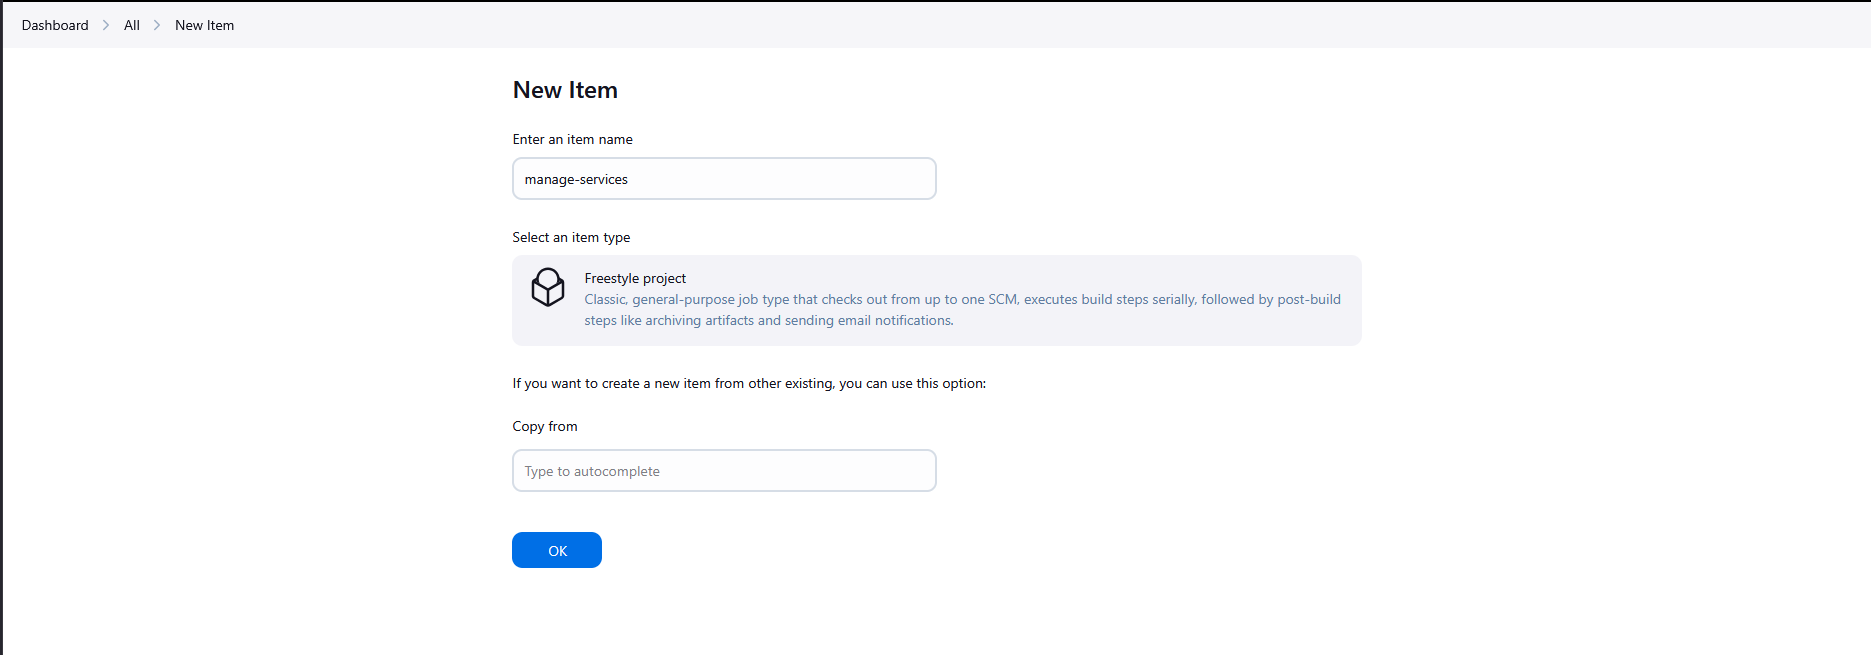 Dashboard > All > New Item
New Item
Enter an item name
manage-services
Select an item type
Freestyle project
Classic, general-purpose job type that checks out from up to one SCM, executes build steps serially, followed by post-build
steps like archiving artifacts and sending email notifications.
If you want to create a new item from other existing, you can use this option:
Copy from
Type to autocomplete
OK